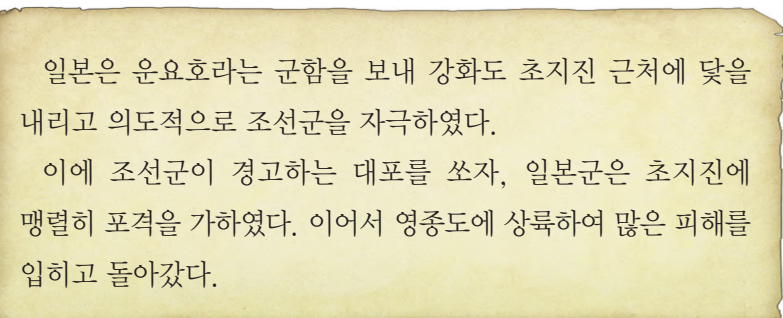 일본은 운요호라는 군함을 보내 강화도 초지진 근처에 닻을
내리고 의도적으로 조선군을 자극하였다.
이에 조선군이 경고하는 대포를 쏘자, 일본군은 초지진에
맹렬히 포격을 가하였다. 이어서 영종도에 상륙하여 많은 피해를
입히고 돌아갔다.